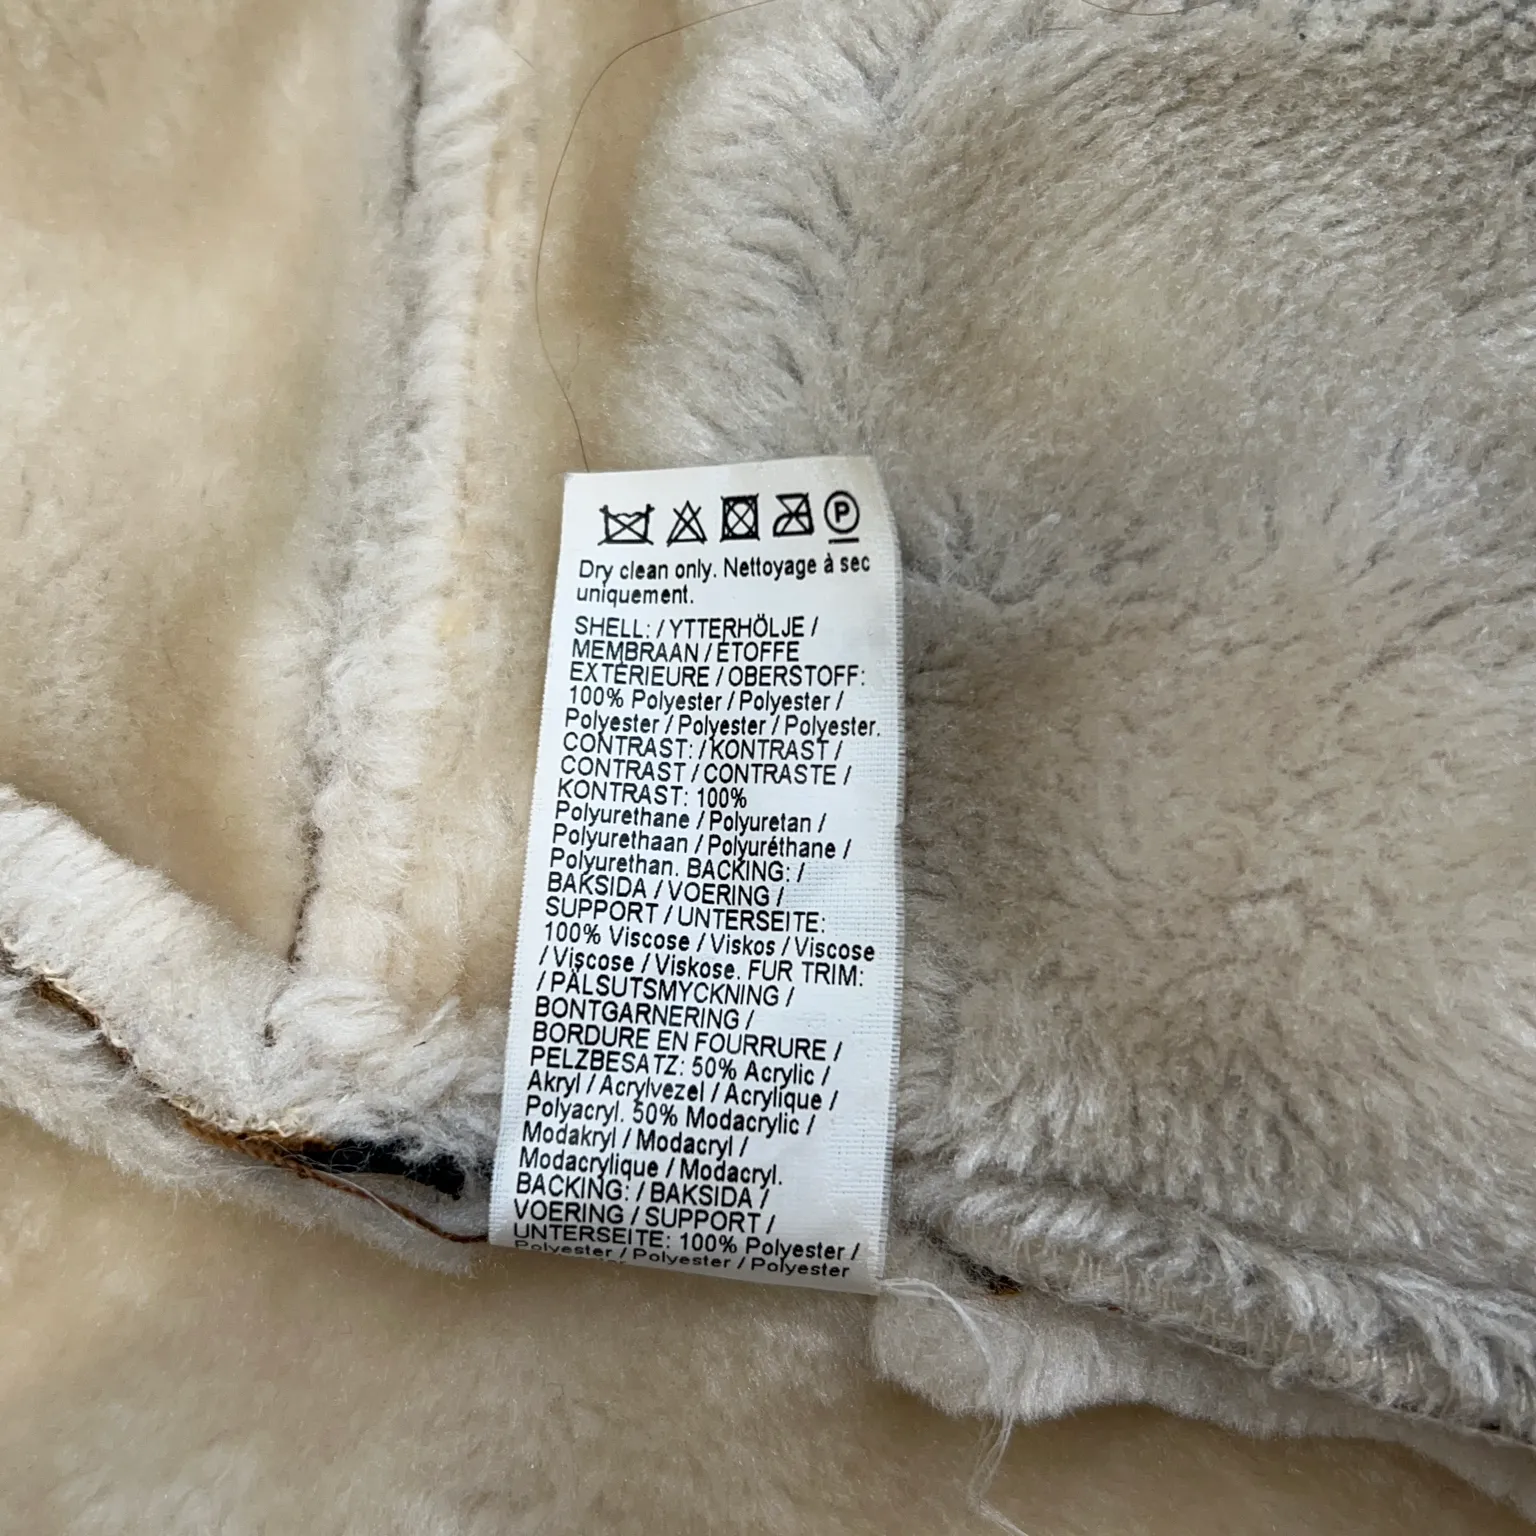 P
Dry clean only. Nettoyage à sec
uniquement.
SHELL: / YTTERHÖLJE /
MEMBRAAN / ÉTOFFE
EXTÉRIEURE / OBERSTOFF:
100% Polyester / Polyester /
Polyester / Polyester / Polyester.
CONTRAST: / KONTRAST /
CONTRAST / CONTRASTE /
KONTRAST: 100%
Polyurethane / Polyuretan /
Polyurethaan / Polyuréthane /
Polyurethan. BACKING: /
BAKSIDA / VOERING /
SUPPORT / UNTERSEITE:
100% Viscose / Viskos / Viscose
/ Viscose / Viskose. FUR TRIM:
/ PÄLSUTSMYCKNING /
BONTGARNERING /
BORDURE EN FOURRURE /
PELZBESATZ: 50% Acrylic /
Akryl / Acrylvezel / Acrylique /
Polyacryl. 50% Modacrylic /
Modakryl / Modacryl /
Modacrylique / Modacryl.
BACKING: / BAKSIDA /
VOERING / SUPPORT /
UNTERSEITE: 100% Polyester /
Polyester / Polyester / Polyester